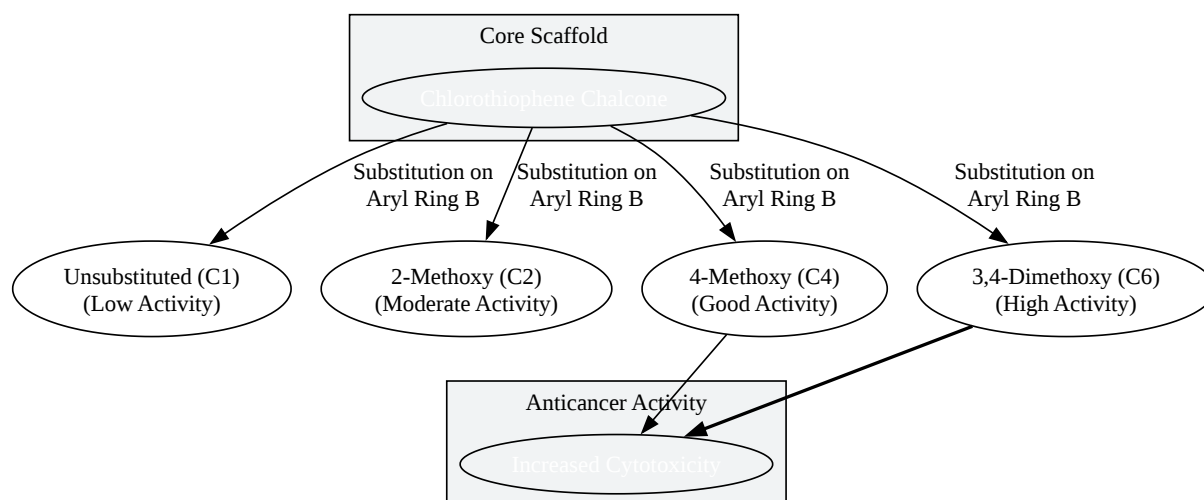 Core Scaffold
Chlorothiophene Chalcone
Substitution on
Aryl Ring B
Substitution on
Aryl Ring B
Substitution on
Aryl Ring B
Substitution on
Aryl Ring B
Unsubstituted (C1)
(Low Activity)
2-Methoxy (C2)
(Moderate Activity)
4-Methoxy (C4)
(Good Activity)
3,4-Dimethoxy (C6)
(High Activity)
Anticancer Activity
Increased Cytotoxicity